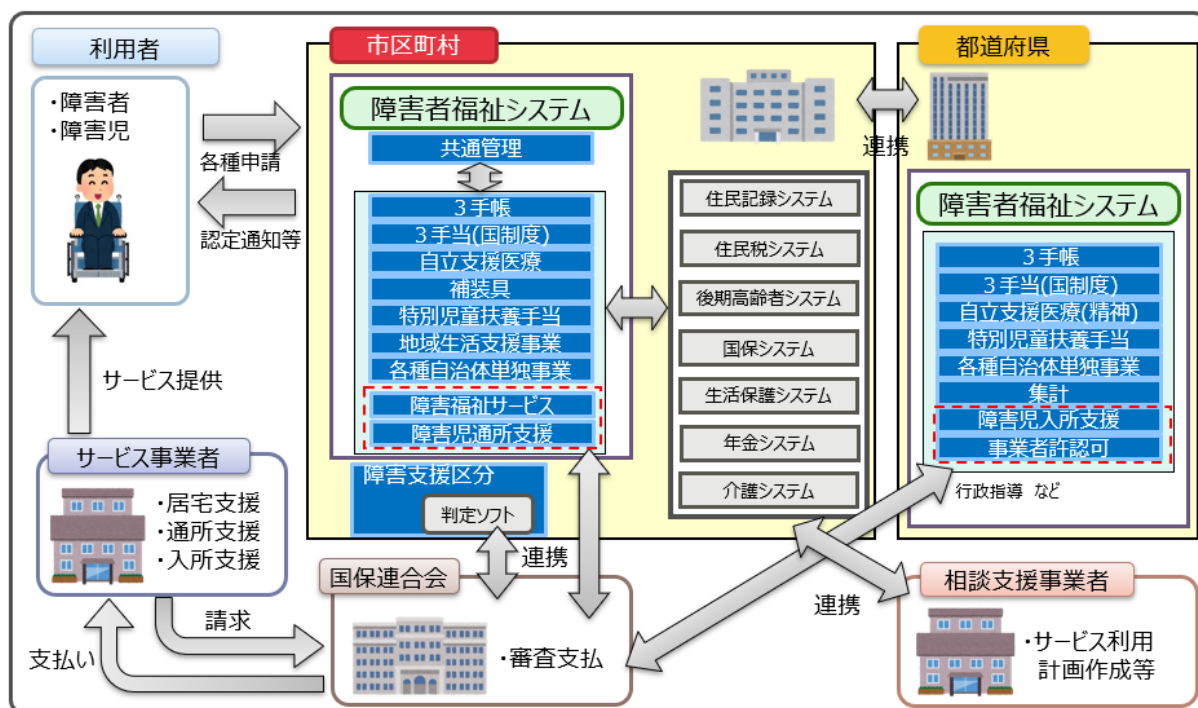 利用者
・障害者
・障害児
各種申請
認定通知等
サービス提供
サービス事業者
・居宅支援
・通所支援
・入所支援
請求
支払い
市区町村
障害者福祉システム
共通管理
３手帳
３手当(国制度)
自立支援医療
補装具
特別児童扶養手当
地域生活支援事業
各種自治体単独事業
障害福祉サービス
障害児通所支援
障害支援区分
判定ソフト
連携
国保連合会
・審査支払
住民記録システム
住民税システム
後期高齢者システム
国保システム
生活保護システム
年金システム
介護システム
連携
都道府県
障害者福祉システム
３手帳
３手当(国制度)
自立支援医療(精神)
特別児童扶養手当
各種自治体単独事業
集計
障害児入所支援
事業者許認可
行政指導 など
連携
相談支援事業者
・サービス利用
計画作成等